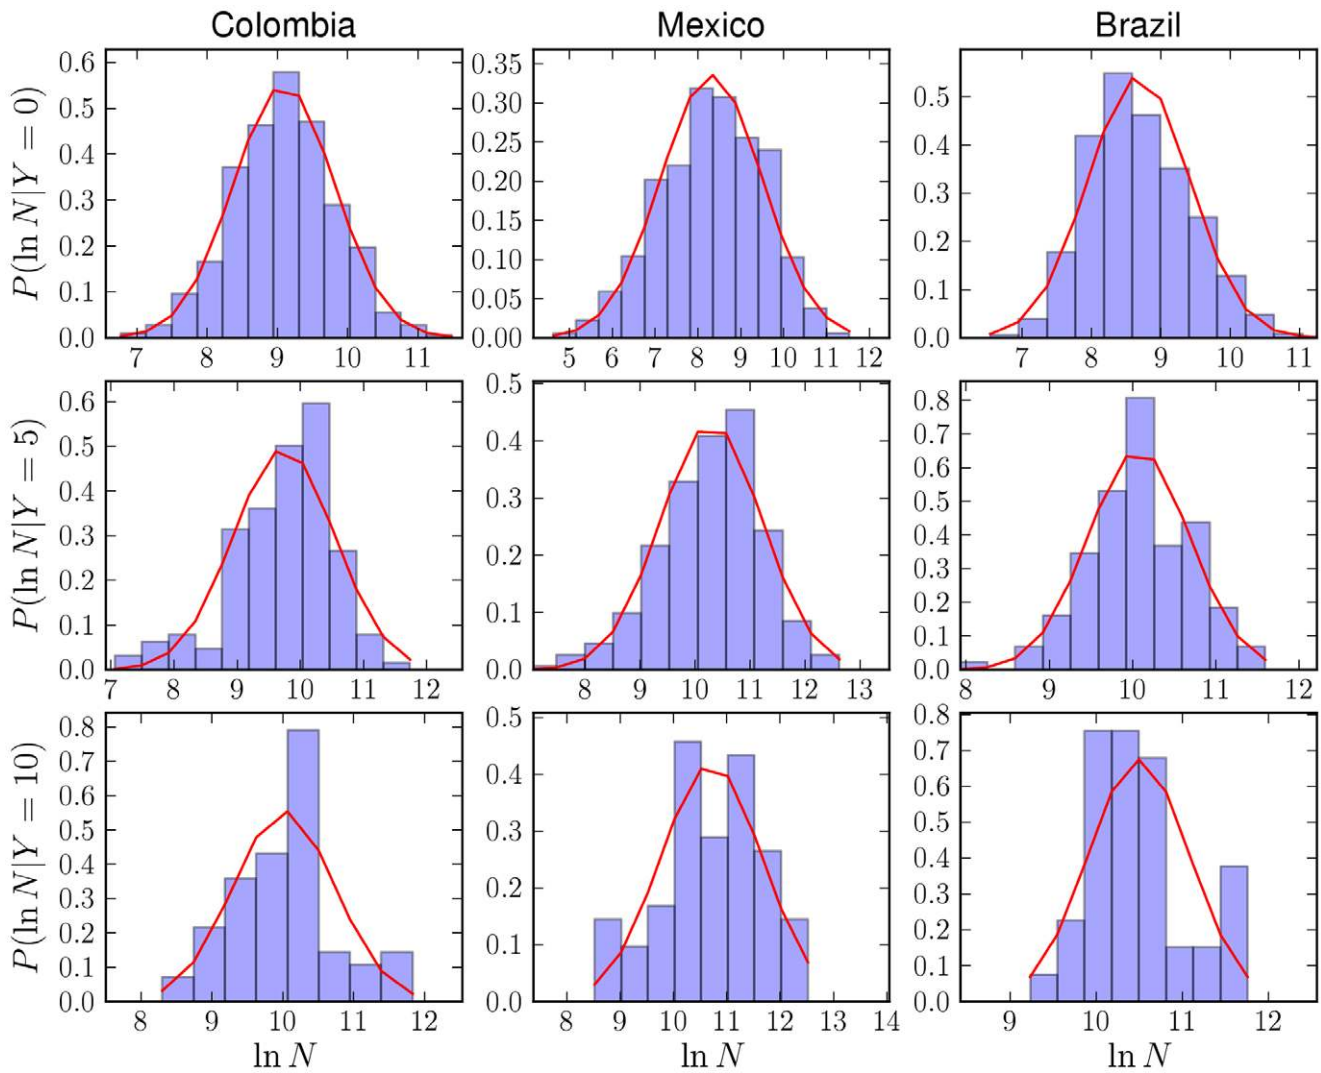 Colombia Mexico Brazil
P(ln N|Y = 0)
0.6 0.5 0.4 0.3 0.2 0.1 0.0
7 8 9 10 11
0.35 0.30 0.25 0.20 0.15 0.10 0.05 0.00
5 6 7 8 9 10 11 12
0.5 0.4 0.3 0.2 0.1 0.0
7 8 9 10 11
P(ln N|Y = 5)
0.6 0.5 0.4 0.3 0.2 0.1 0.0
7 8 9 10 11 12
0.5 0.4 0.3 0.2 0.1 0.0
8 9 10 11 12 13
0.8 0.7 0.6 0.5 0.4 0.3 0.2 0.1 0.0
8 9 10 11 12
P(ln N|Y = 10)
0.8 0.7 0.6 0.5 0.4 0.3 0.2 0.1 0.0
8 9 10 11 12
ln N
0.5 0.4 0.3 0.2 0.1 0.0
8 9 10 11 12 13 14
ln N
0.8 0.7 0.6 0.5 0.4 0.3 0.2 0.1 0.0
9 10 11 12
ln N